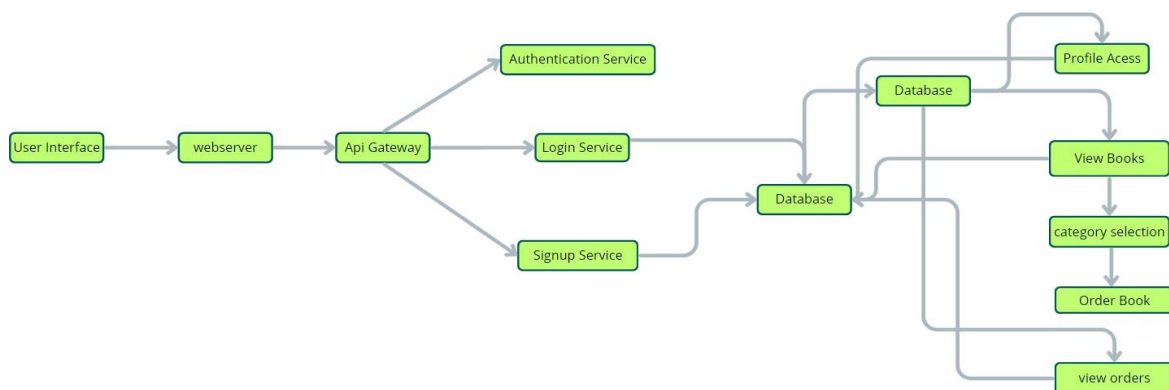 User Interface
webserver
Api Gateway
Authentication Service
Login Service
Signup Service
Database
Database
Profile Acess
View Books
category selection
Order Book
view orders